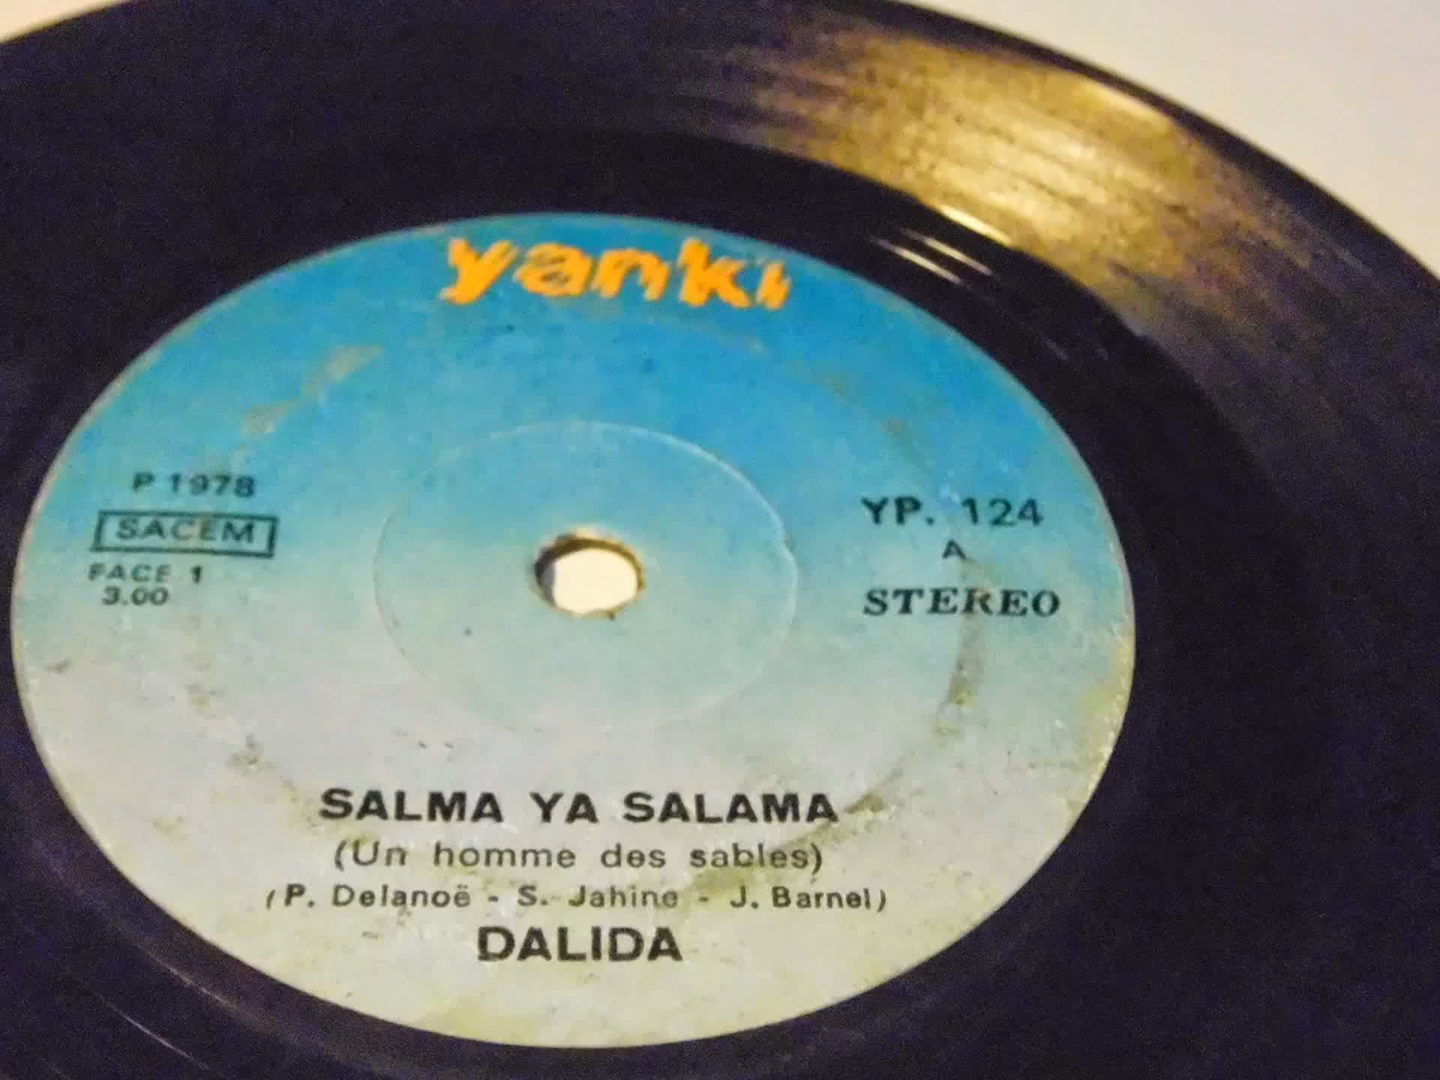 yanki
P 1978
SACEM
FACE 1
3.00
YP. 124
A
STEREO
SALMA YA SALAMA
(Un homme des sables)
(P. Delanoë - S. Jahine - J. Barnel)
DALIDA